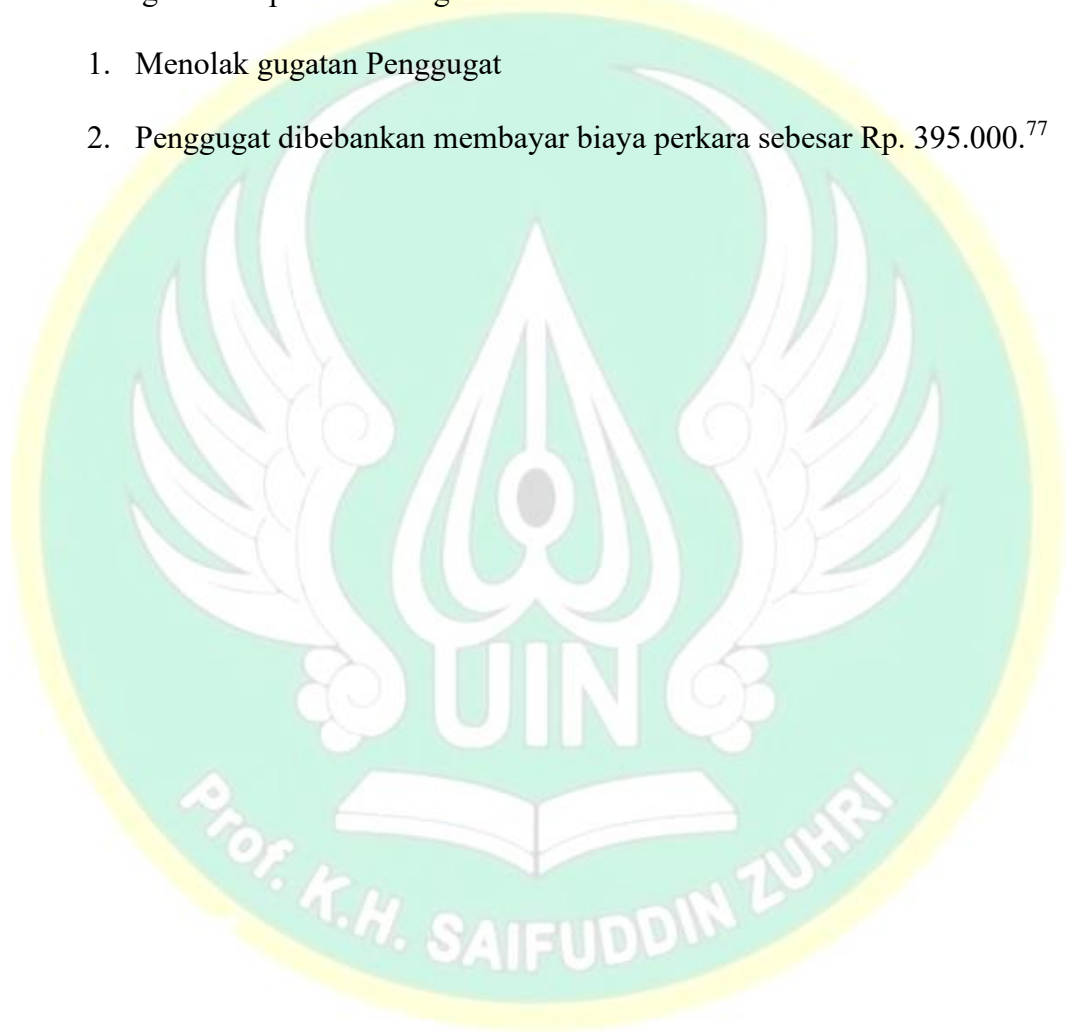 1. Menolak gugatan Penggugat
2. Penggugat dibebankan membayar biaya perkara sebesar Rp. 395.000.77
UIN
Prof. K.H. SAIFUDDIN ZUHRI